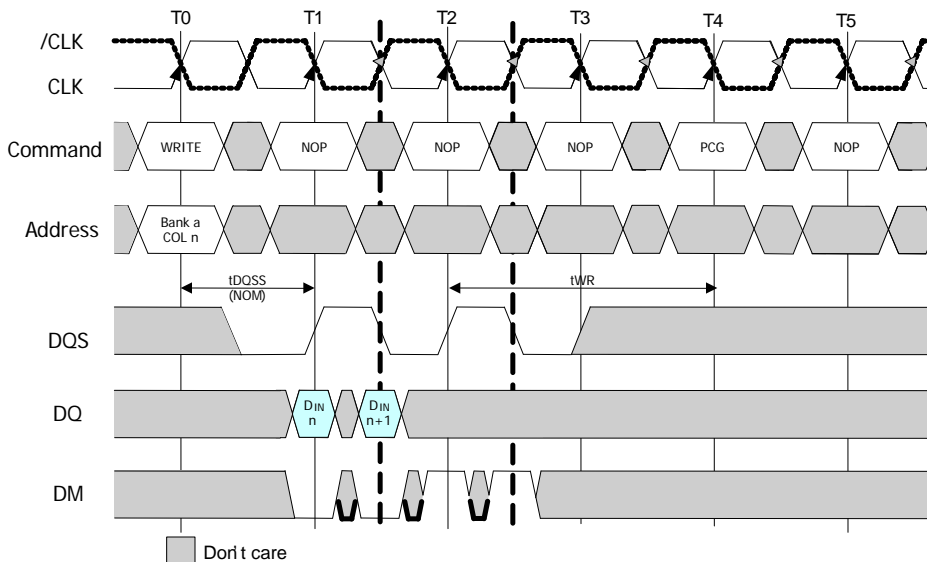 T0 T1 T2 T3 T4 T5
/CLK
CLK
Command WRITE NOP NOP NOP PCG NOP
Address Bank a
COL n
tDQSS
(NOM)
tWR
DQS
DQ DIN
n
DIN
n+1
DM
Don't care